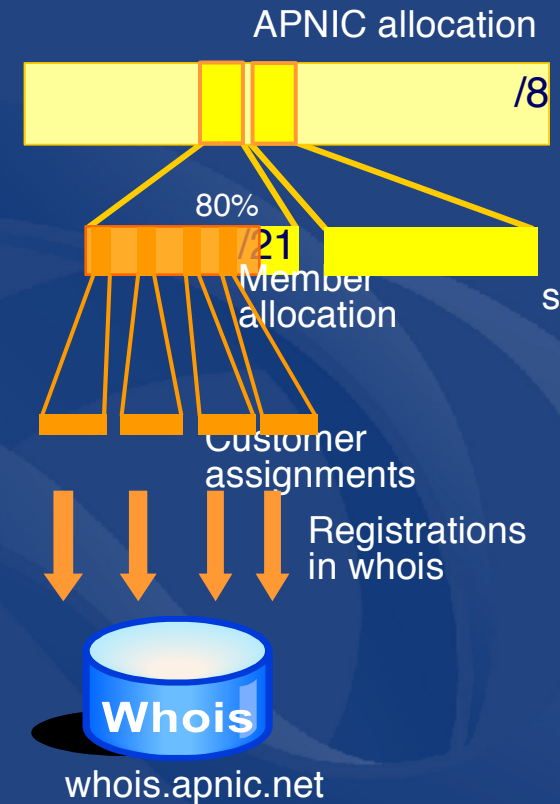 APNIC allocation
/8
80%
/21
Member
allocation
s
Customer
assignments
Registrations
in whois
Whois
whois.apnic.net